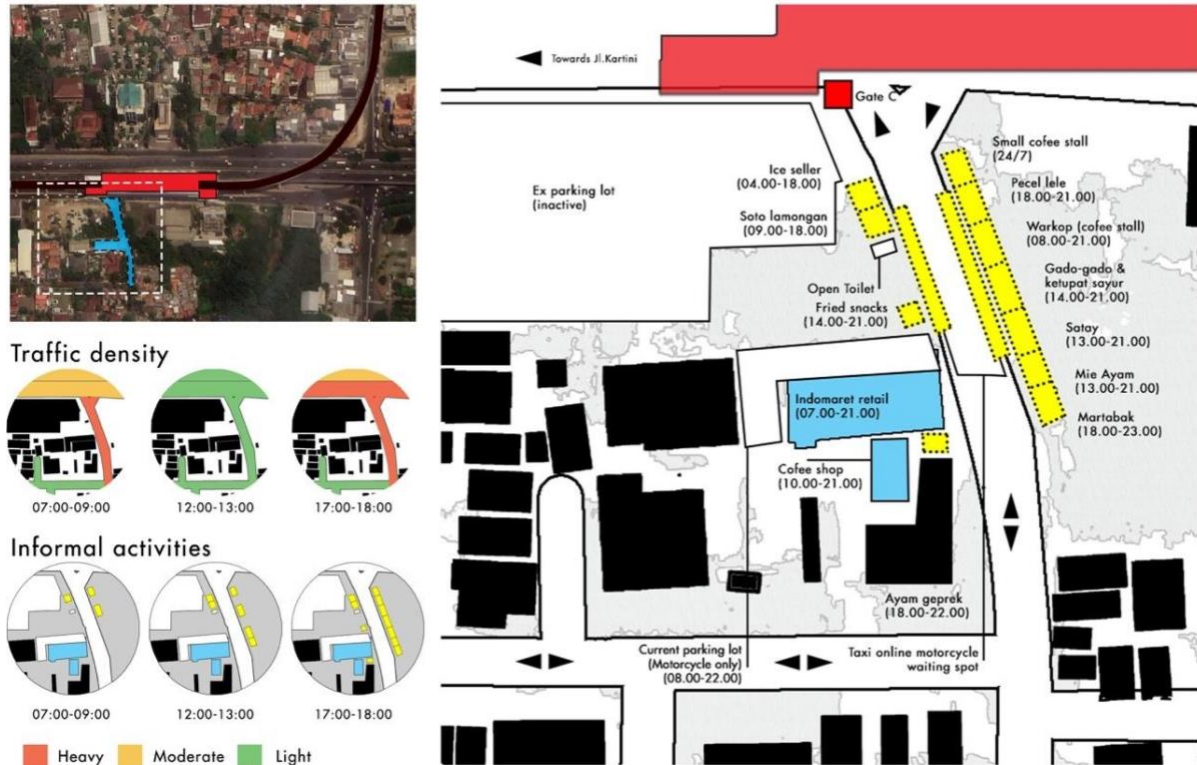 Towards Jl.Kartini
Gate C
Small cofee stall
(24/7)
Ice seller
(04.00-18.00)
Pecel lele
(18.00-21.00)
Ex parking lot
(inactive)
Soto lamongan
(09.00-18.00)
Warkop (cofee stall)
(08.00-21.00)
Gado-gado &
ketupat sayur
(14.00-21.00)
Open Toilet
Fried snacks
(14.00-21.00)
Satay
(13.00-21.00)
Mie Ayam
(13.00-21.00)
Martabak
(18.00-23.00)
Indomaret retail
(07.00-21.00)
Cofee shop
(10.00-21.00)
Ayam geprek
(18.00-22.00)
Current parking lot
(Motorcycle only)
(08.00-22.00)
Taxi online motorcycle
waiting spot
Traffic density
07:00-09:00
12:00-13:00
17:00-18:00
Informal activities
07:00-09:00
12:00-13:00
17:00-18:00
Heavy
Moderate
Light